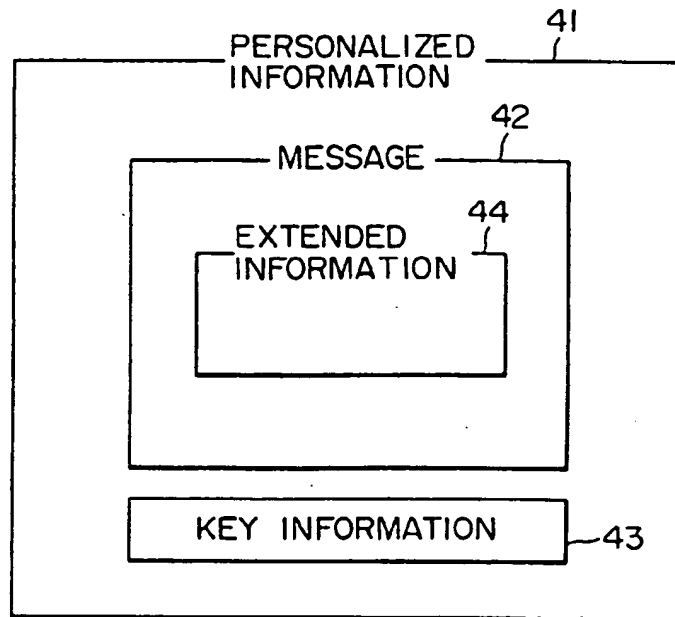 41
PERSONALIZED
INFORMATION
42
MESSAGE
44
EXTENDED
INFORMATION
KEY INFORMATION
43